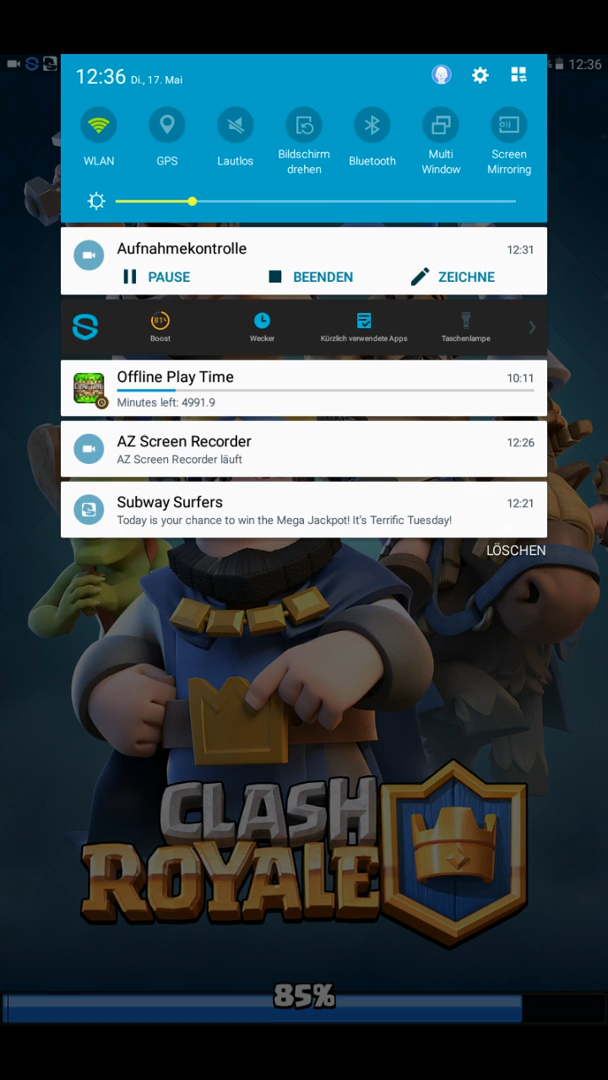 12:36
12:36 Di., 17. Mai
WLAN
GPS
Lautlos
Bildschirm drehen
Bluetooth
Multi Window
Screen Mirroring
Aufnahmekontrolle
12:31
PAUSE
BEENDEN
ZEICHNE
81%
Boost
Wecker
Kürzlich verwendete Apps
Taschenlampe
Offline Play Time
10:11
Minutes left: 4991.9
AZ Screen Recorder
12:26
AZ Screen Recorder läuft
Subway Surfers
12:21
Today is your chance to win the Mega Jackpot! It's Terrific Tuesday!
LÖSCHEN
CLASH
ROYALE
85%